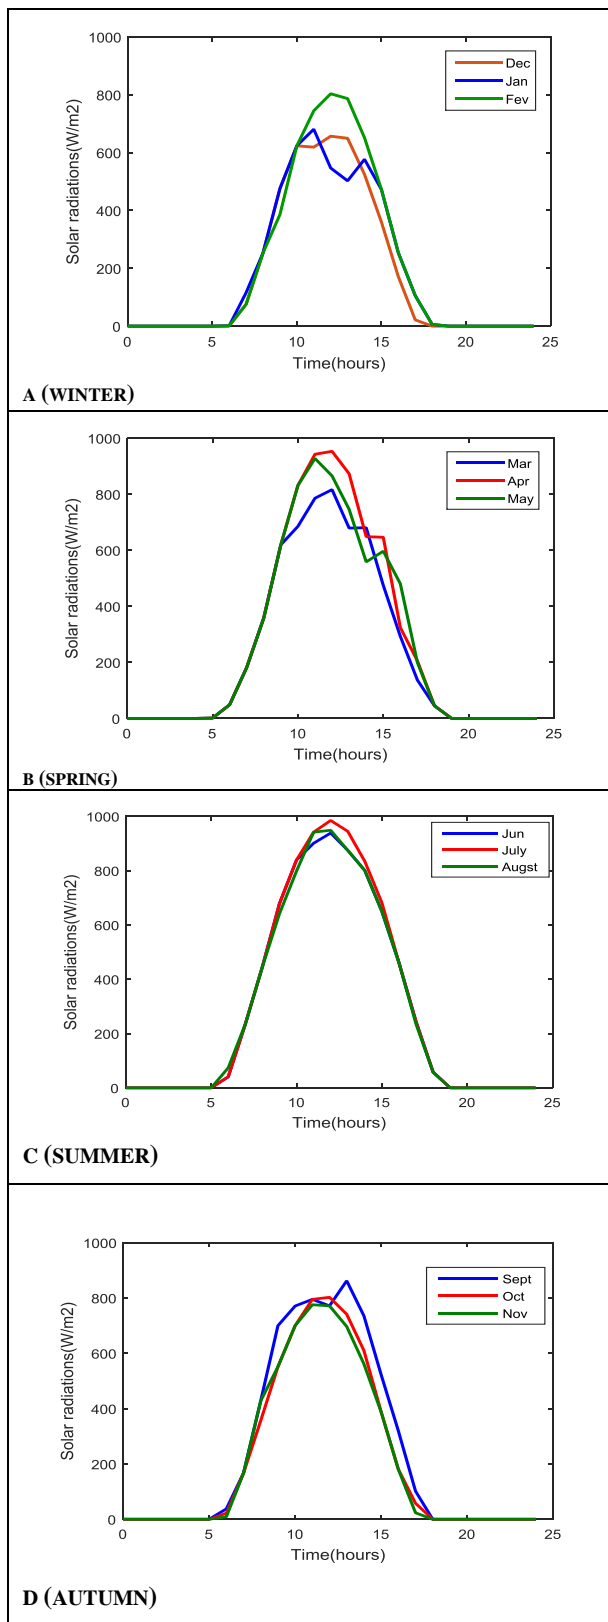 1000
800
600
400
200
0
Solar radiations(W/m2)
Dec
Jan
Fev
0 5 10 15 20 25
Time(hours)
A (WINTER)
1000
800
600
400
200
0
Solar radiations(W/m2)
Mar
Apr
May
0 5 10 15 20 25
Time(hours)
B (SPRING)
1000
800
600
400
200
0
Solar radiations(W/m2)
Jun
July
Augst
0 5 10 15 20 25
Time(hours)
C (SUMMER)
1000
800
600
400
200
0
Solar radiations(W/m2)
Sept
Oct
Nov
0 5 10 15 20 25
Time(hours)
D (AUTUMN)